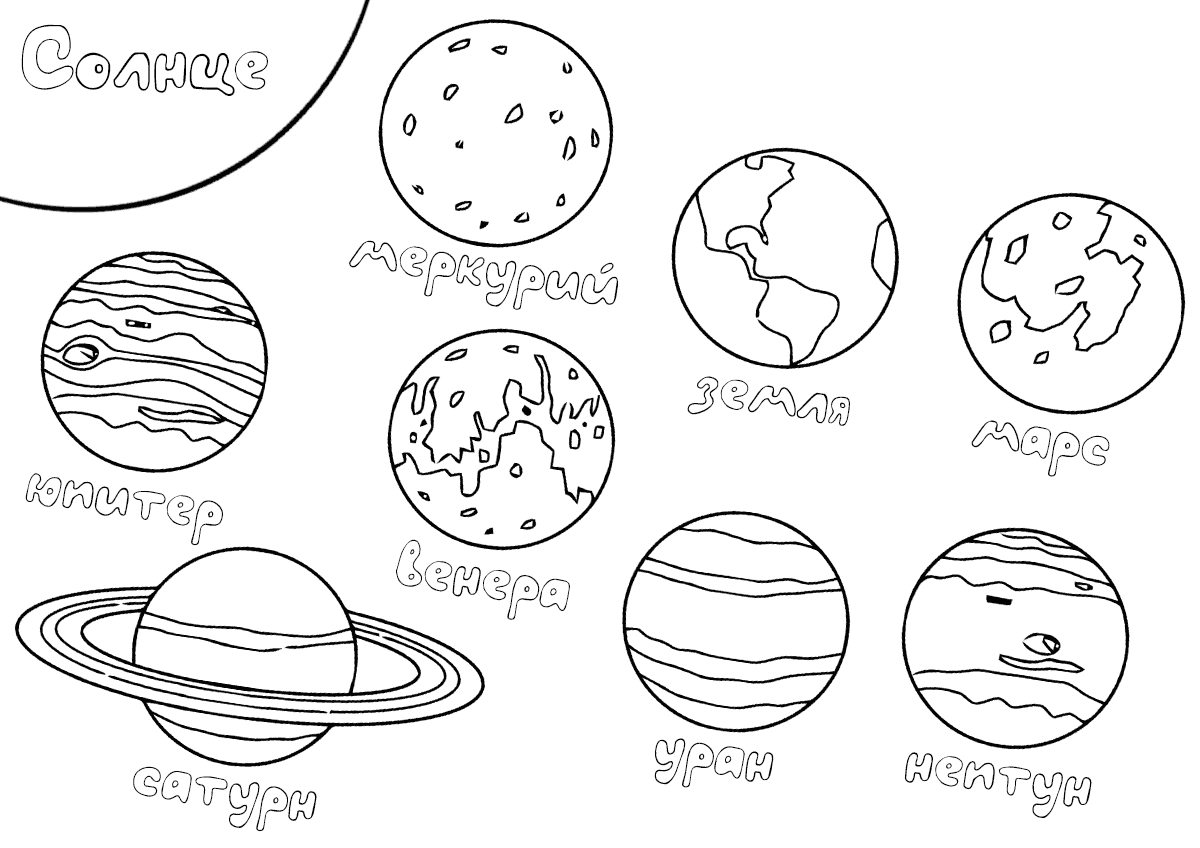 Солнце
меркурий
земля
марс
юпитер
венера
сатурн
уран
нептун